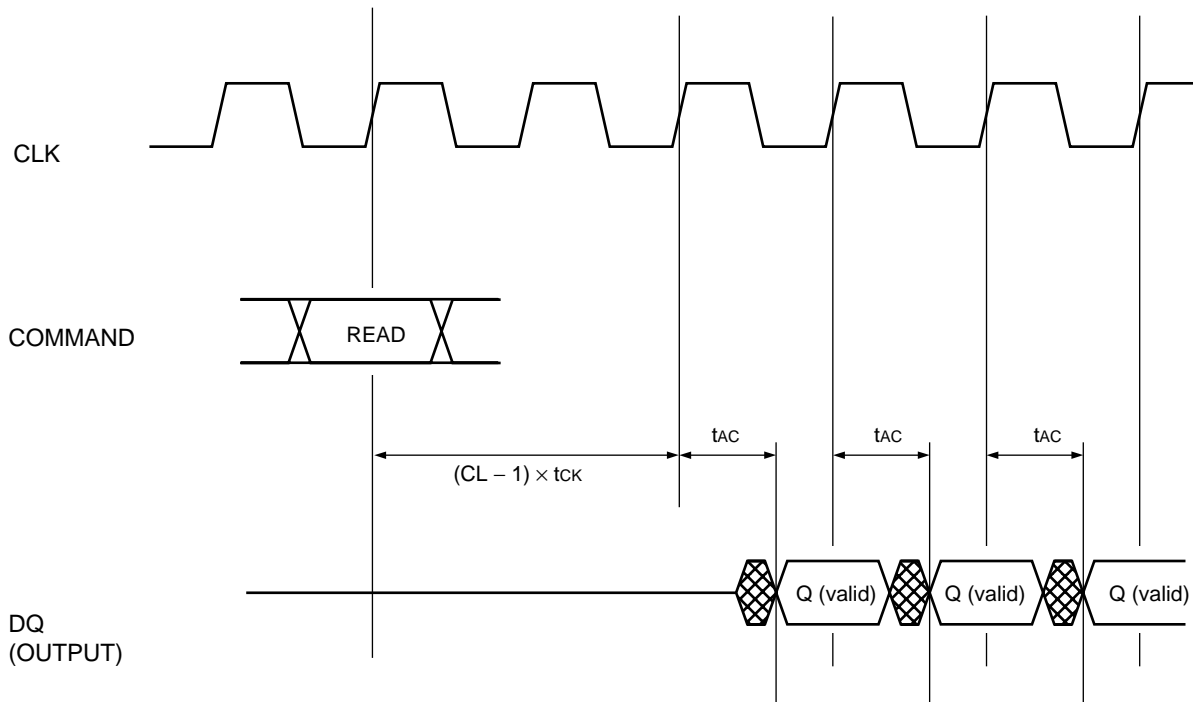 CLK
COMMAND
READ
tAC
tAC
tAC
(CL – 1) × tCK
Q (valid)
Q (valid)
Q (valid)
DQ
(OUTPUT)